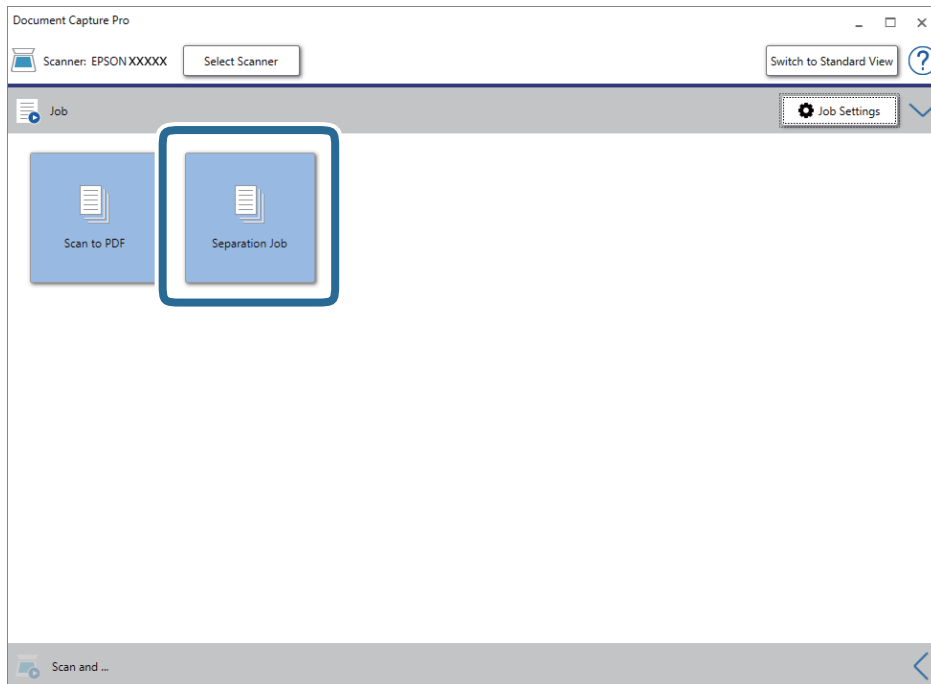 Document Capture Pro
Scanner: EPSON XXXXX
Select Scanner
Switch to Standard View
?
Job
Job Settings
Scan to PDF
Separation Job
Scan and ...